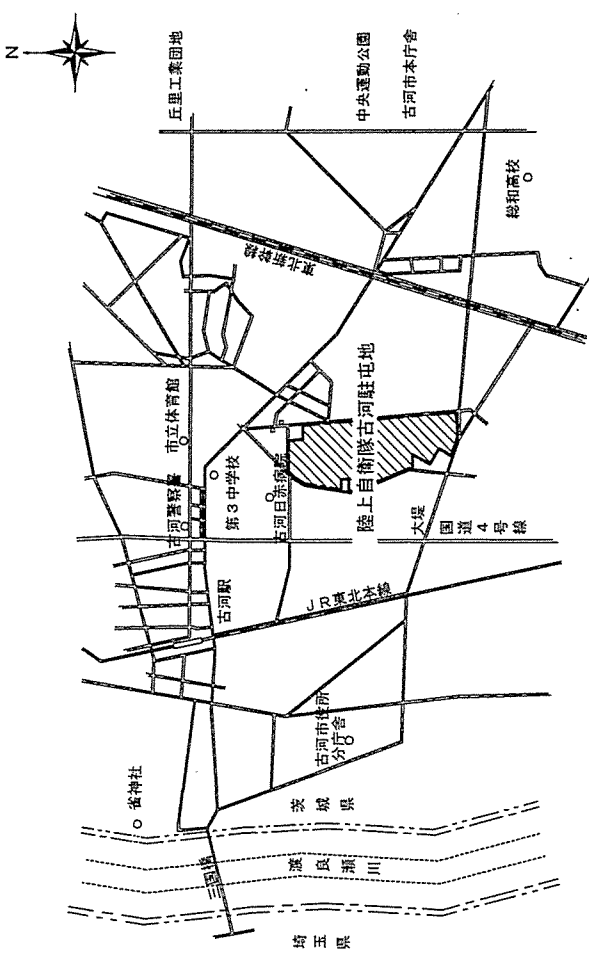 N
丘里工業団地
中央運動公園
古河市本庁舎
総和高校
東北新幹線
市立体育館
古河警察署
第3中学校
古河日赤病院
陸上自衛隊古河駐屯地
大堤
国道4号線
古河駅
JR東北本線
古河市役所
分庁舎
雀神社
茨城県
渡良瀬川
三国橋
埼玉県